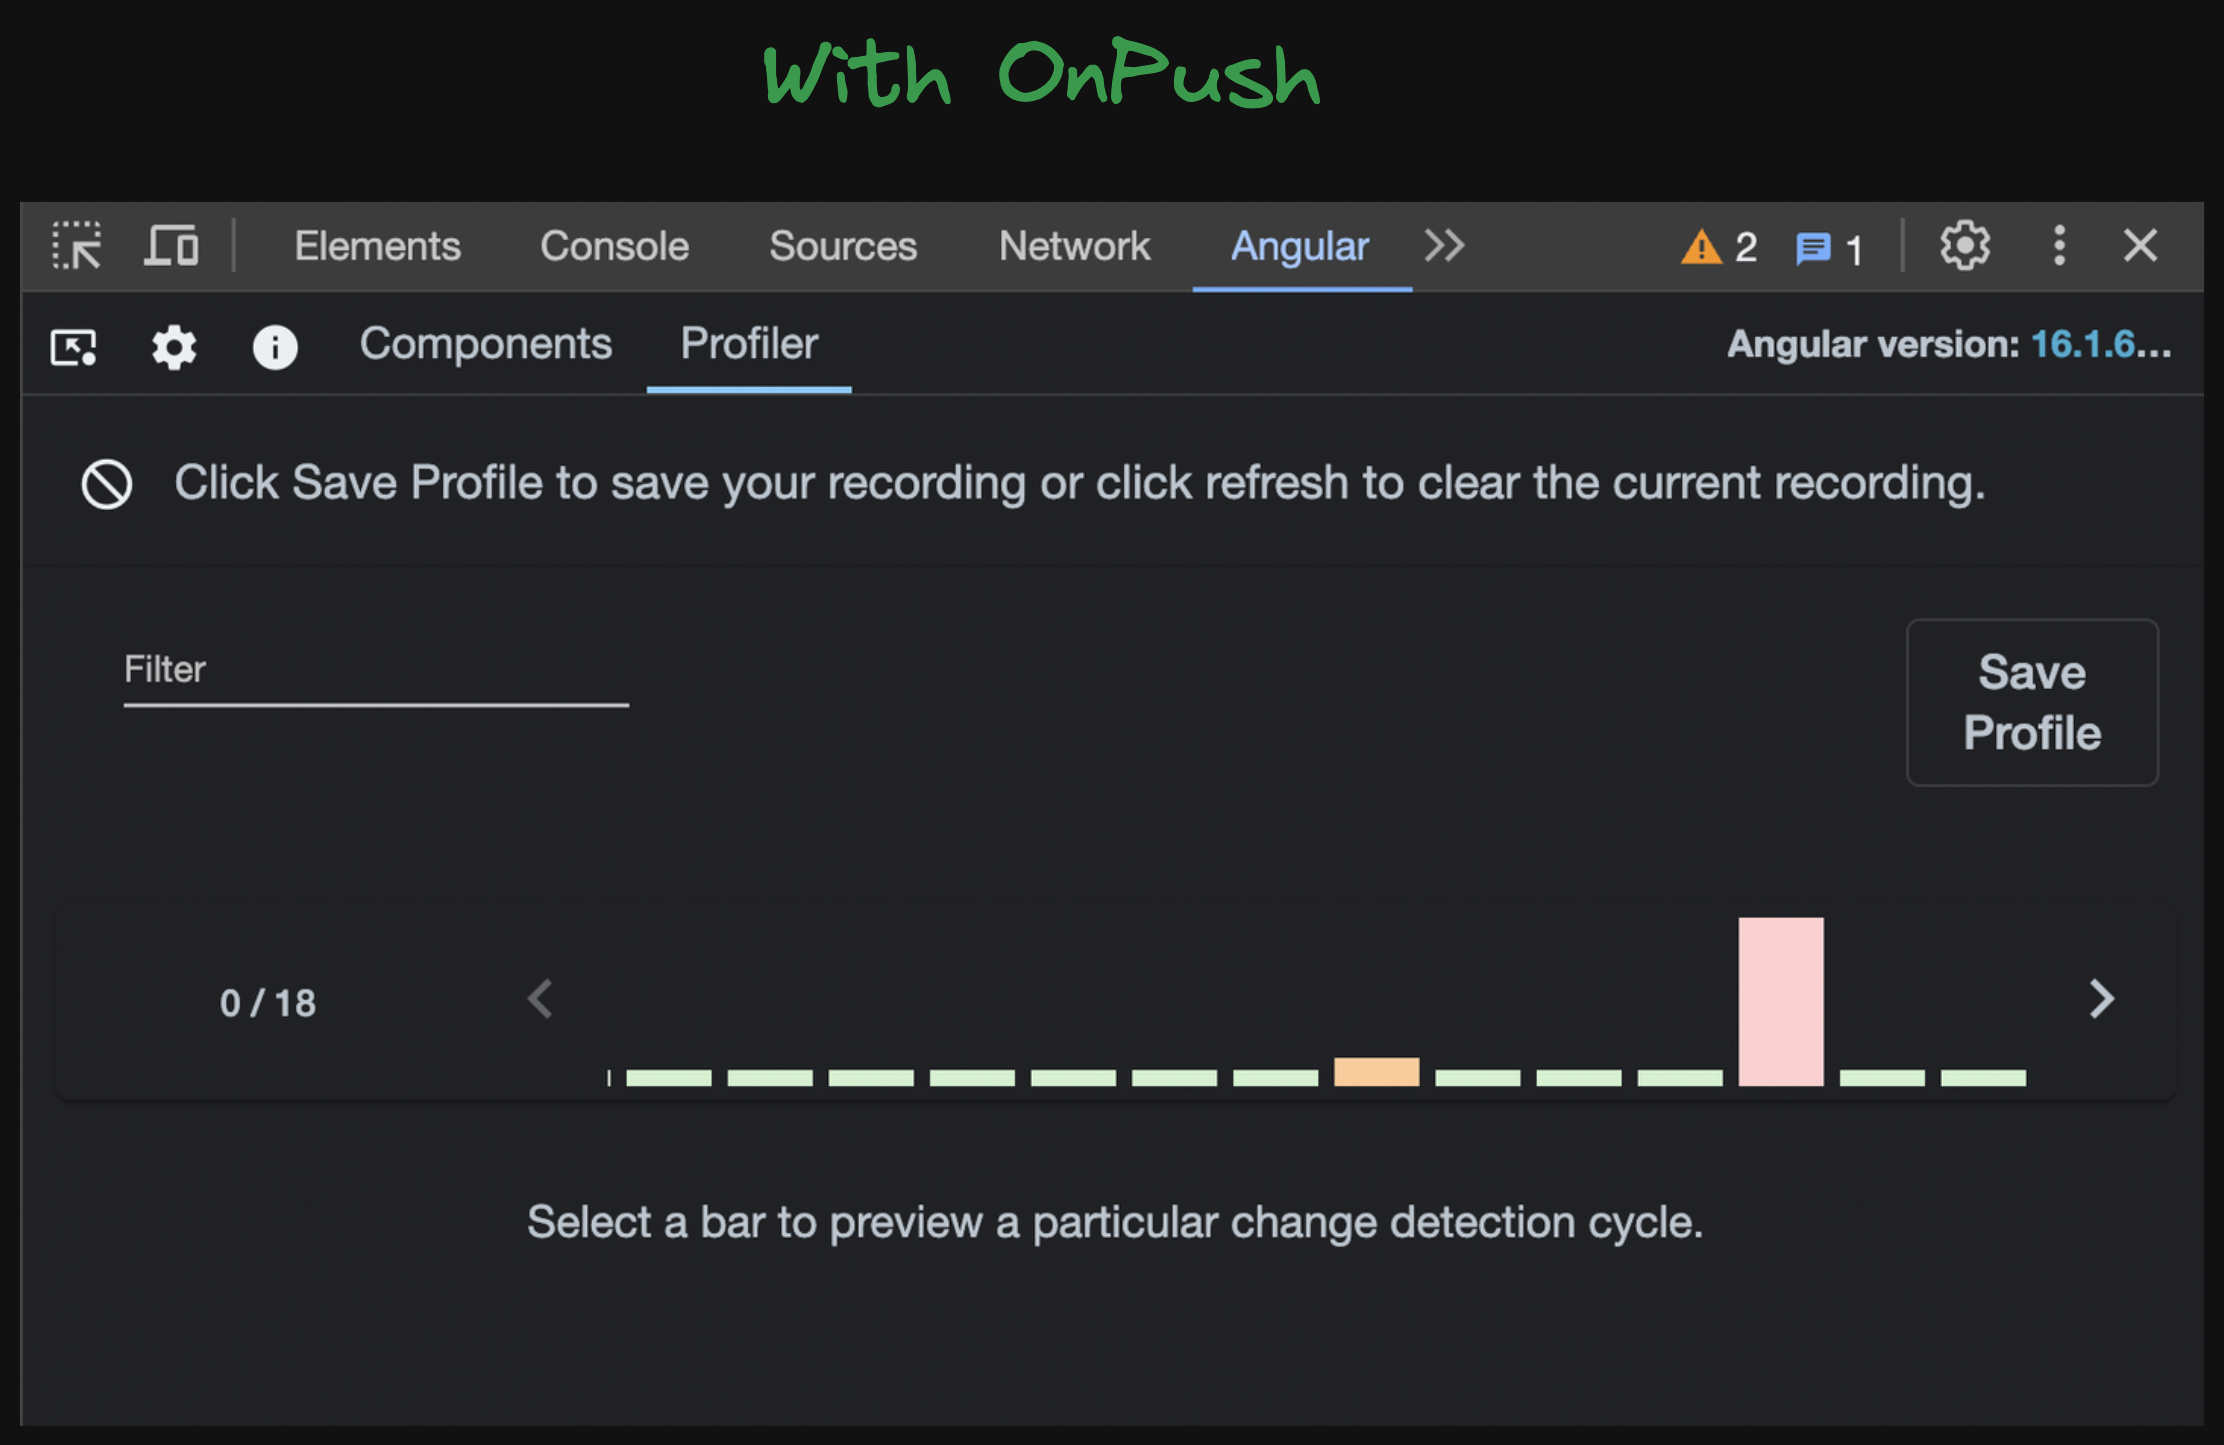 With OnPush
Elements Console Sources Network Angular 2 1
Components Profiler Angular version: 16.1.6...
Click Save Profile to save your recording or click refresh to clear the current recording.
Filter
Save
Profile
0 / 18
Select a bar to preview a particular change detection cycle.